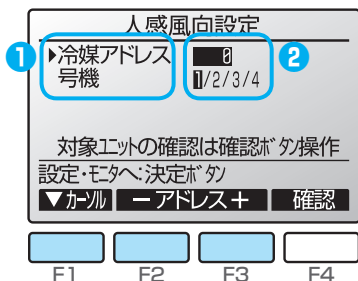 人感風向設定
❶ ▶冷媒アドレス 0 ❷
号機 1/2/3/4
対象ユニットの確認は確認ボタン操作
設定・モニタへ:決定ボタン
▼カーソル －アドレス＋ 確認
F1 F2 F3 F4